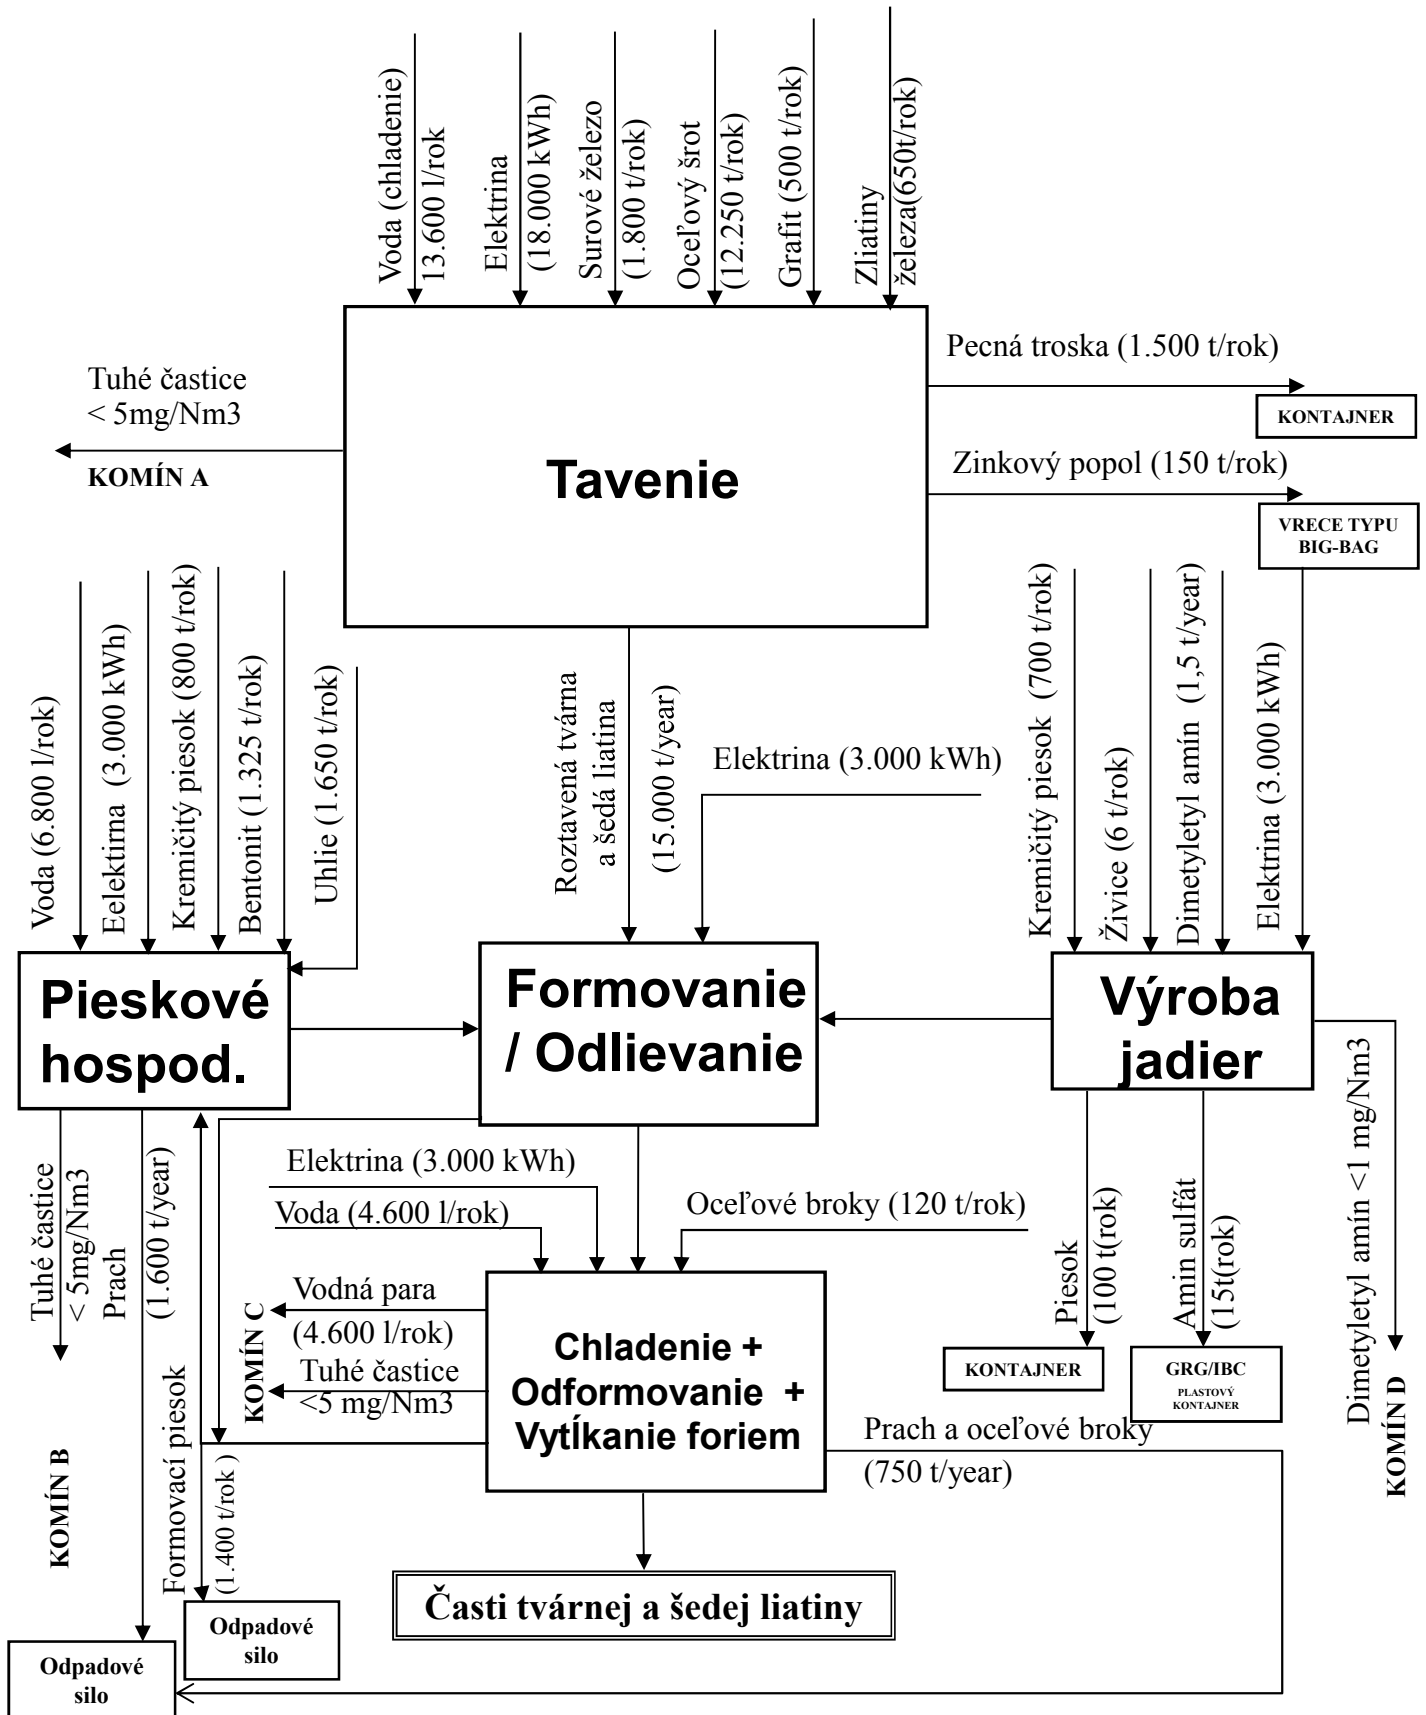 Voda (chladenie)
13.600 l/rok
Elektrina
(18.000 kWh)
Surové železo
(1.800 t/rok)
Oceľový šrot
(12.250 t/rok)
Grafit (500 t/rok)
Zliatiny
železa(650t/rok)
Tuhé častice
< 5mg/Nm3
KOMÍN A
Tavenie
Pecná troska (1.500 t/rok)
KONTAJNER
Zinkový popol (150 t/rok)
VRECE TYPU
BIG-BAG
Voda (6.800 l/rok)
Eelektirna (3.000 kWh)
Kremičitý piesok (800 t/rok)
Bentonit (1.325 t/rok)
Uhlie (1.650 t/rok)
Roztavená tvárna
a šedá liatina
(15.000 t/year)
Elektrina (3.000 kWh)
Kremičitý piesok (700 t/rok)
Živice (6 t/rok)
Dimetyletyl amín (1,5 t/year)
Elektrina (3.000 kWh)
Pieskové
hospod.
Formovanie
/ Odlievanie
Výroba
jadier
Tuhé častice
< 5mg/Nm3
Prach
(1.600 t/year)
KOMÍN B
Elektrina (3.000 kWh)
Voda (4.600 l/rok)
Oceľové broky (120 t/rok)
Vodná para
(4.600 l/rok)
KOMÍN C
Tuhé častice
<5 mg/Nm3
Chladenie +
Odformovanie +
Vytĺkanie foriem
Piesok
(100 t(rok)
KONTAJNER
Amin sulfát
(15t(rok)
GRG/IBC
PLASTOVÝ
KONTAJNER
Dimetyletyl amín <1 mg/Nm3
KOMÍN D
Prach a oceľové broky
(750 t/year)
Formovací piesok
(1.400 t/rok )
Časti tvárnej a šedej liatiny
Odpadové
silo
Odpadové
silo